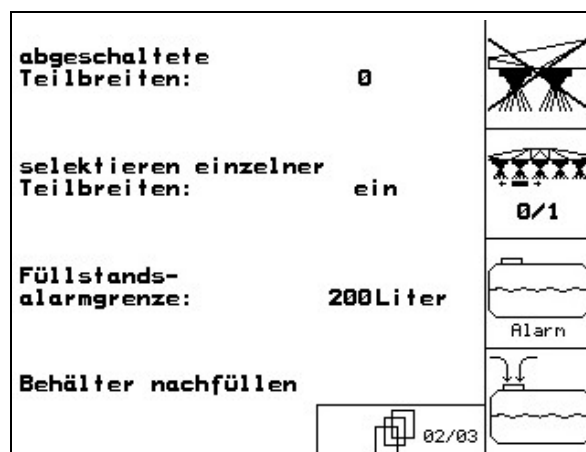 abgeschaltete
Teilbreiten: 0
selektieren einzelner
Teilbreiten: ein
0/1
Füllstands-
alarmgrenze: 200Liter
Alarm
Behälter nachfüllen
02/03